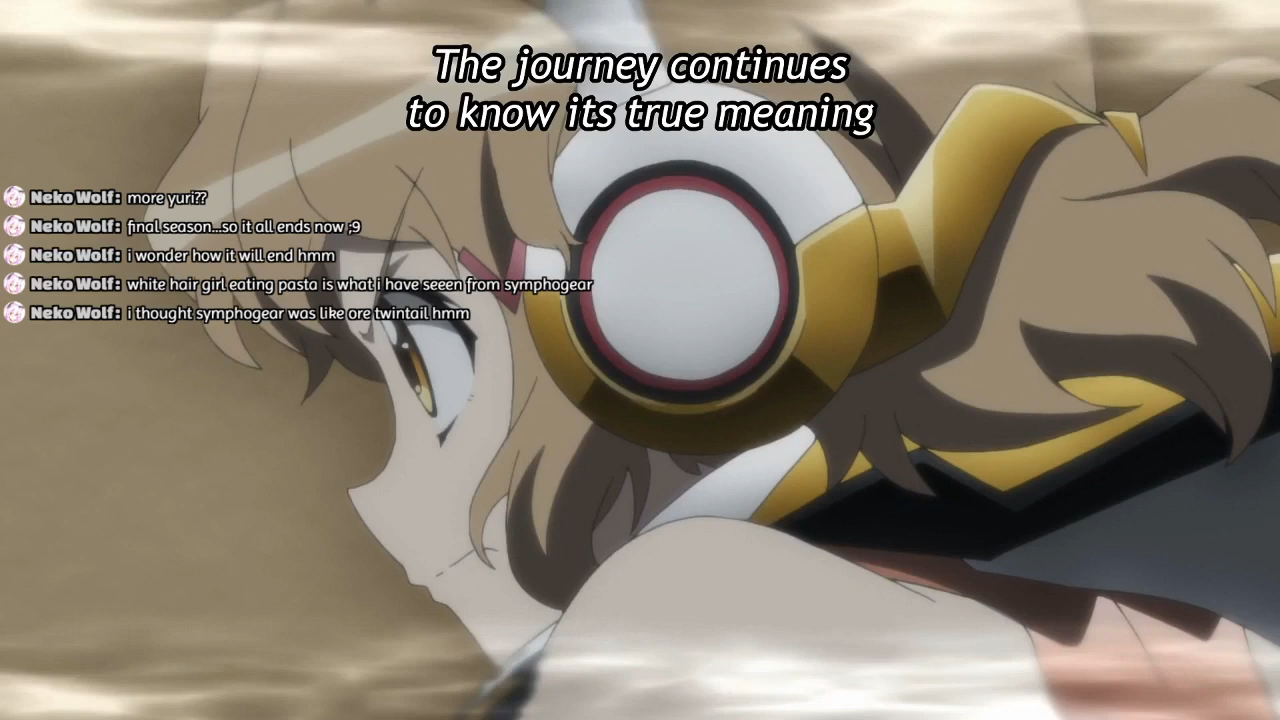 The journey continues
to know its true meaning
Neko Wolf: more yuri??
Neko Wolf: final season...so it all ends now ;9
Neko Wolf: i wonder how it will end hmm
Neko Wolf: white hair girl eating pasta is what i have seeen from symphogear
Neko Wolf: i thought symphogear was like ore twintail hmm